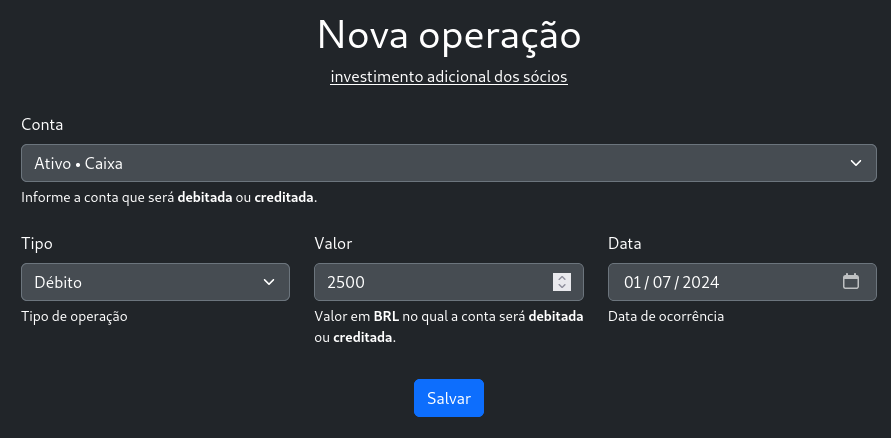 Nova operação
investimento adicional dos sócios
Conta
Ativo • Caixa
Informe a conta que será debitada ou creditada.
Tipo
Débito
Tipo de operação
Valor
2500
Valor em BRL no qual a conta será debitada
ou creditada.
Data
01 / 07 / 2024
Data de ocorrência
Salvar